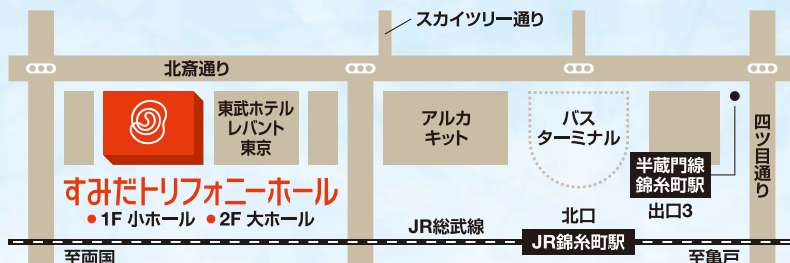 スカイツリー通り
北斎通り
東武ホテル
レバント
東京
アルカ
キット
バス
ターミナル
四ツ目通り
半蔵門線
錦糸町駅
出口3
すみだトリフォニーホール
●1F 小ホール ●2F 大ホール
JR総武線
北口
JR錦糸町駅
至両国
至亀戸